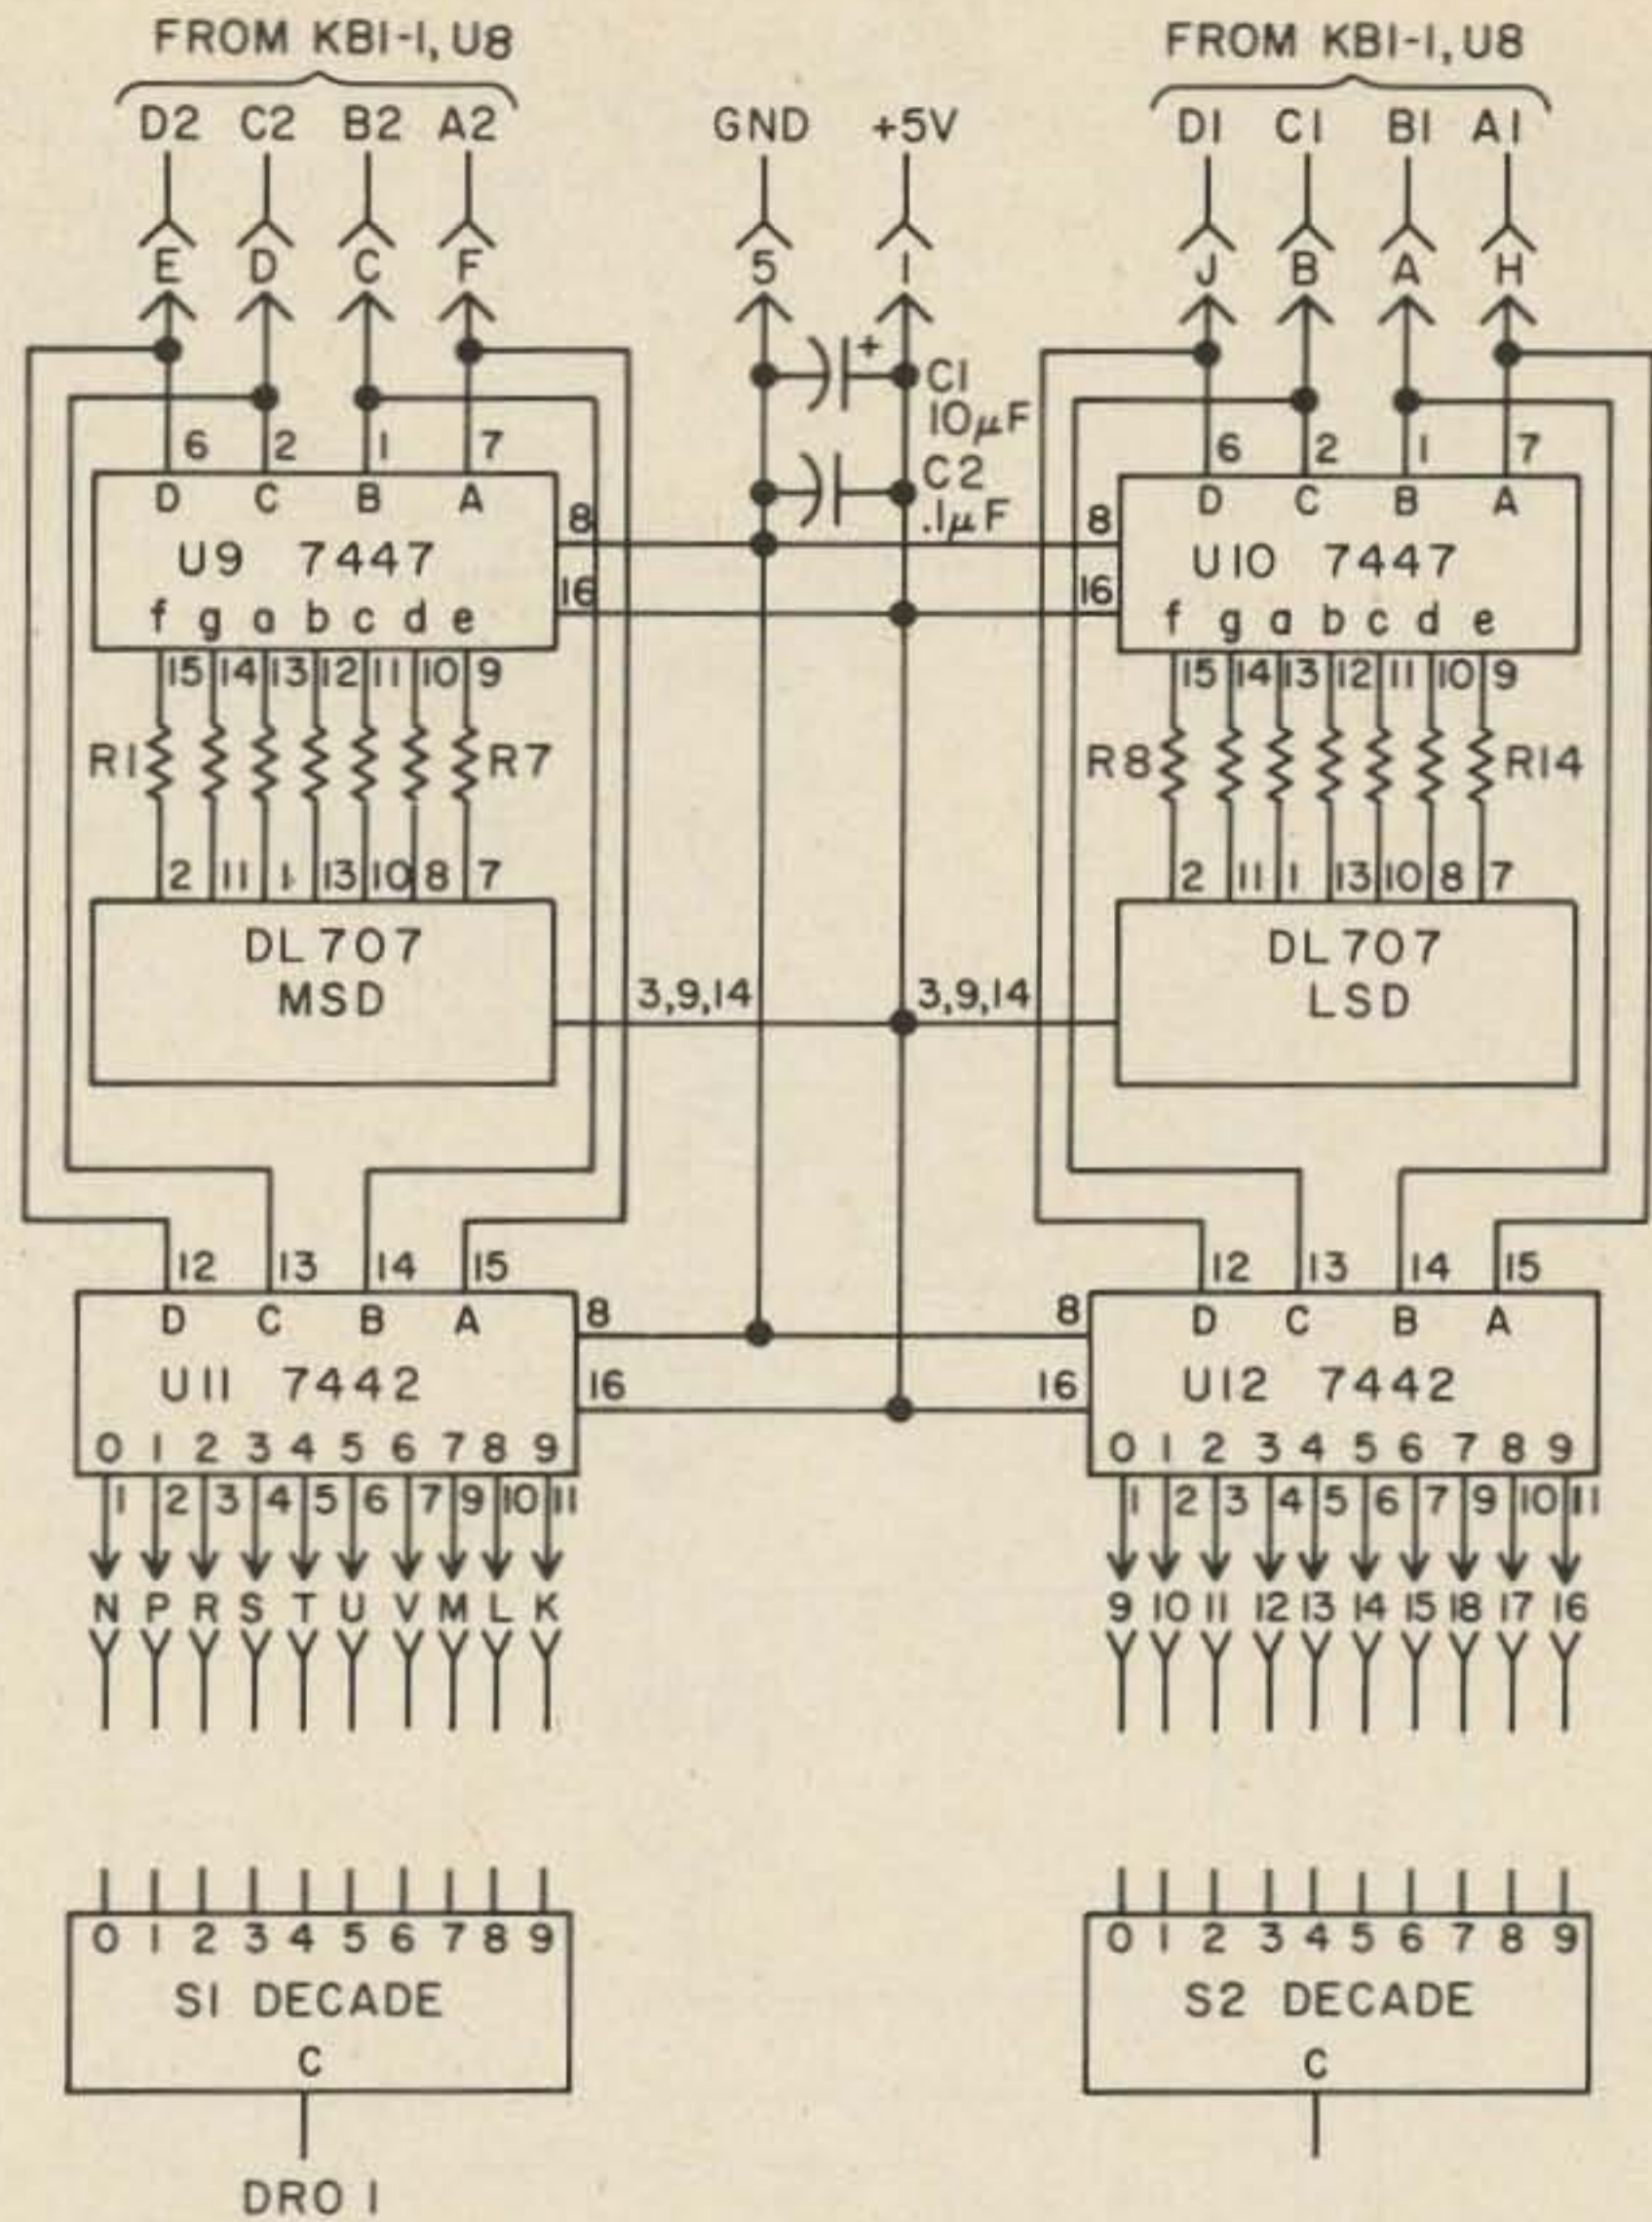 FROM KB1-1, U8 FROM KB1-1, U8
D2 C2 B2 A2 GND +5V D1 C1 B1 A1
E D C F 5 1 J B A H
+
C1
10μF
6 2 1 7 C2 6 2 1 7
D C B A .1μF D C B A
8 8
U9 7447 U10 7447
16 16
f g a b c d e f g a b c d e
15 14 13 12 11 10 9 15 14 13 12 11 10 9
R1 R7 R8 R14
2 11 1 13 10 8 7 2 11 1 13 10 8 7
DL707 DL707
MSD 3,9,14 3,9,14 LSD
12 13 14 15 12 13 14 15
D C B A 8 8 D C B A
U11 7442 16 16 U12 7442
0 1 2 3 4 5 6 7 8 9 0 1 2 3 4 5 6 7 8 9
1 2 3 4 5 6 7 9 10 11 1 2 3 4 5 6 7 9 10 11
N P R S T U V M L K 9 10 11 12 13 14 15 18 17 16
0 1 2 3 4 5 6 7 8 9 0 1 2 3 4 5 6 7 8 9
S1 DECADE S2 DECADE
C C
DRO 1